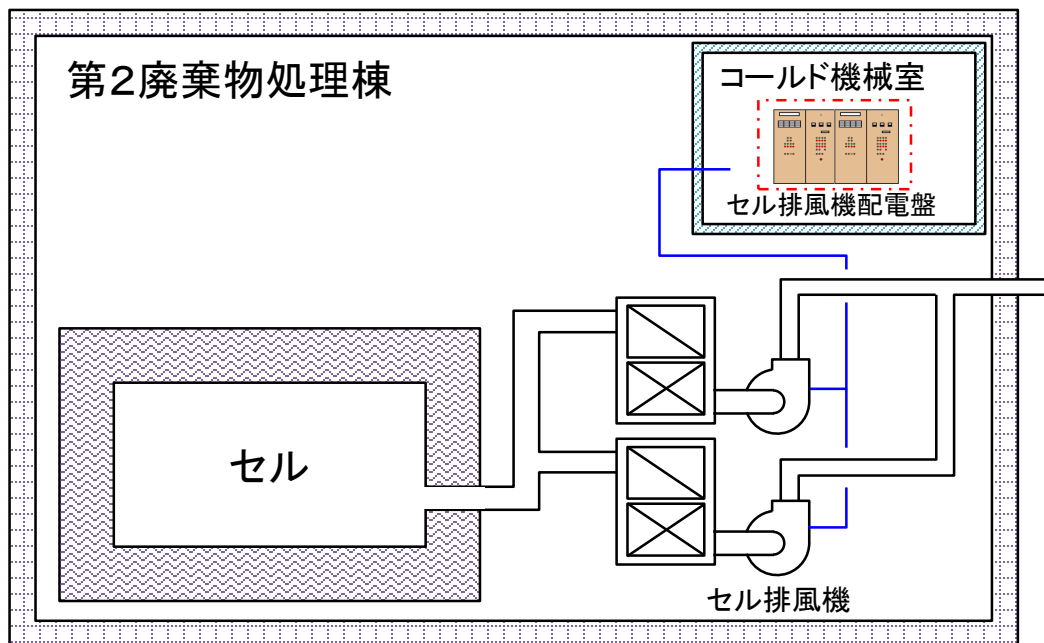 第2廃棄物処理棟
コールド機械室
セル排風機配電盤
セル
セル排風機